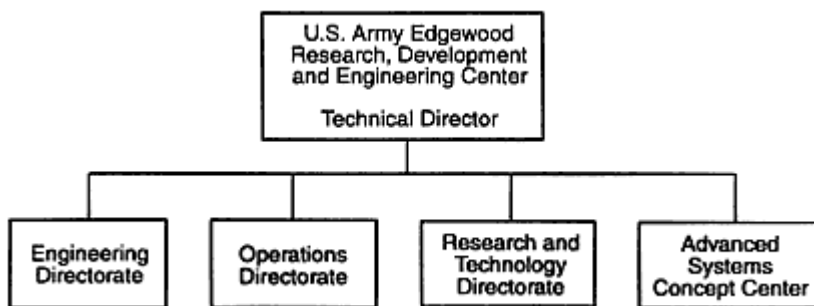 U.S. Army Edgewood
Research, Development
and Engineering Center
Technical Director
Engineering
Directorate
Operations
Directorate
Research and
Technology
Directorate
Advanced
Systems
Concept Center